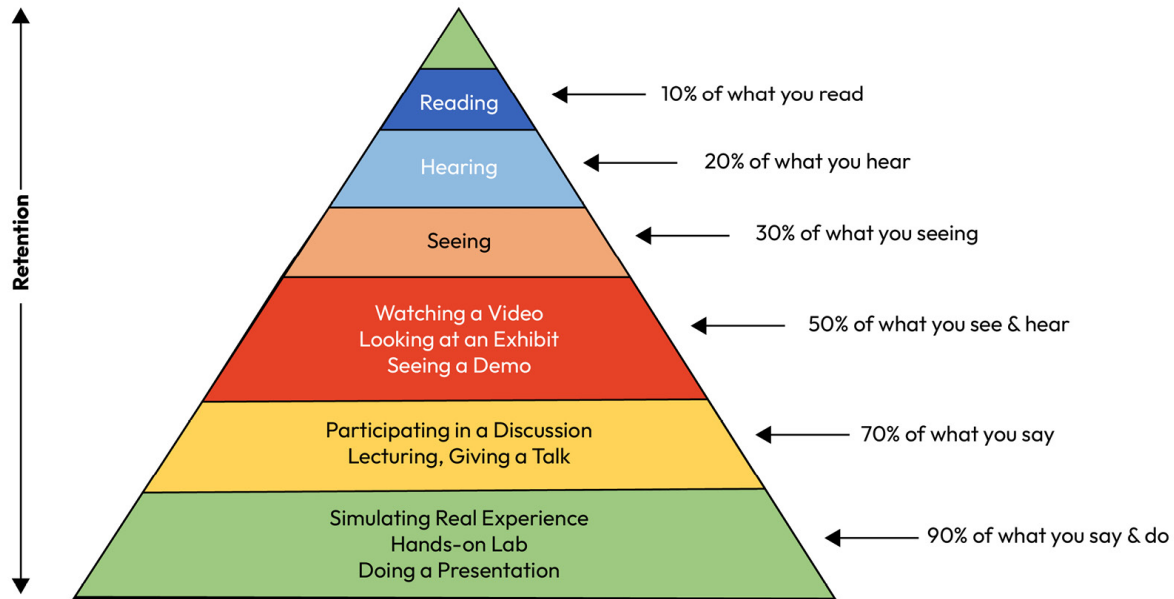 Retention
Reading
10% of what you read
Hearing
20% of what you hear
Seeing
30% of what you seeing
Watching a Video
Looking at an Exhibit
Seeing a Demo
50% of what you see & hear
Participating in a Discussion
Lecturing, Giving a Talk
70% of what you say
Simulating Real Experience
Hands-on Lab
Doing a Presentation
90% of what you say & do